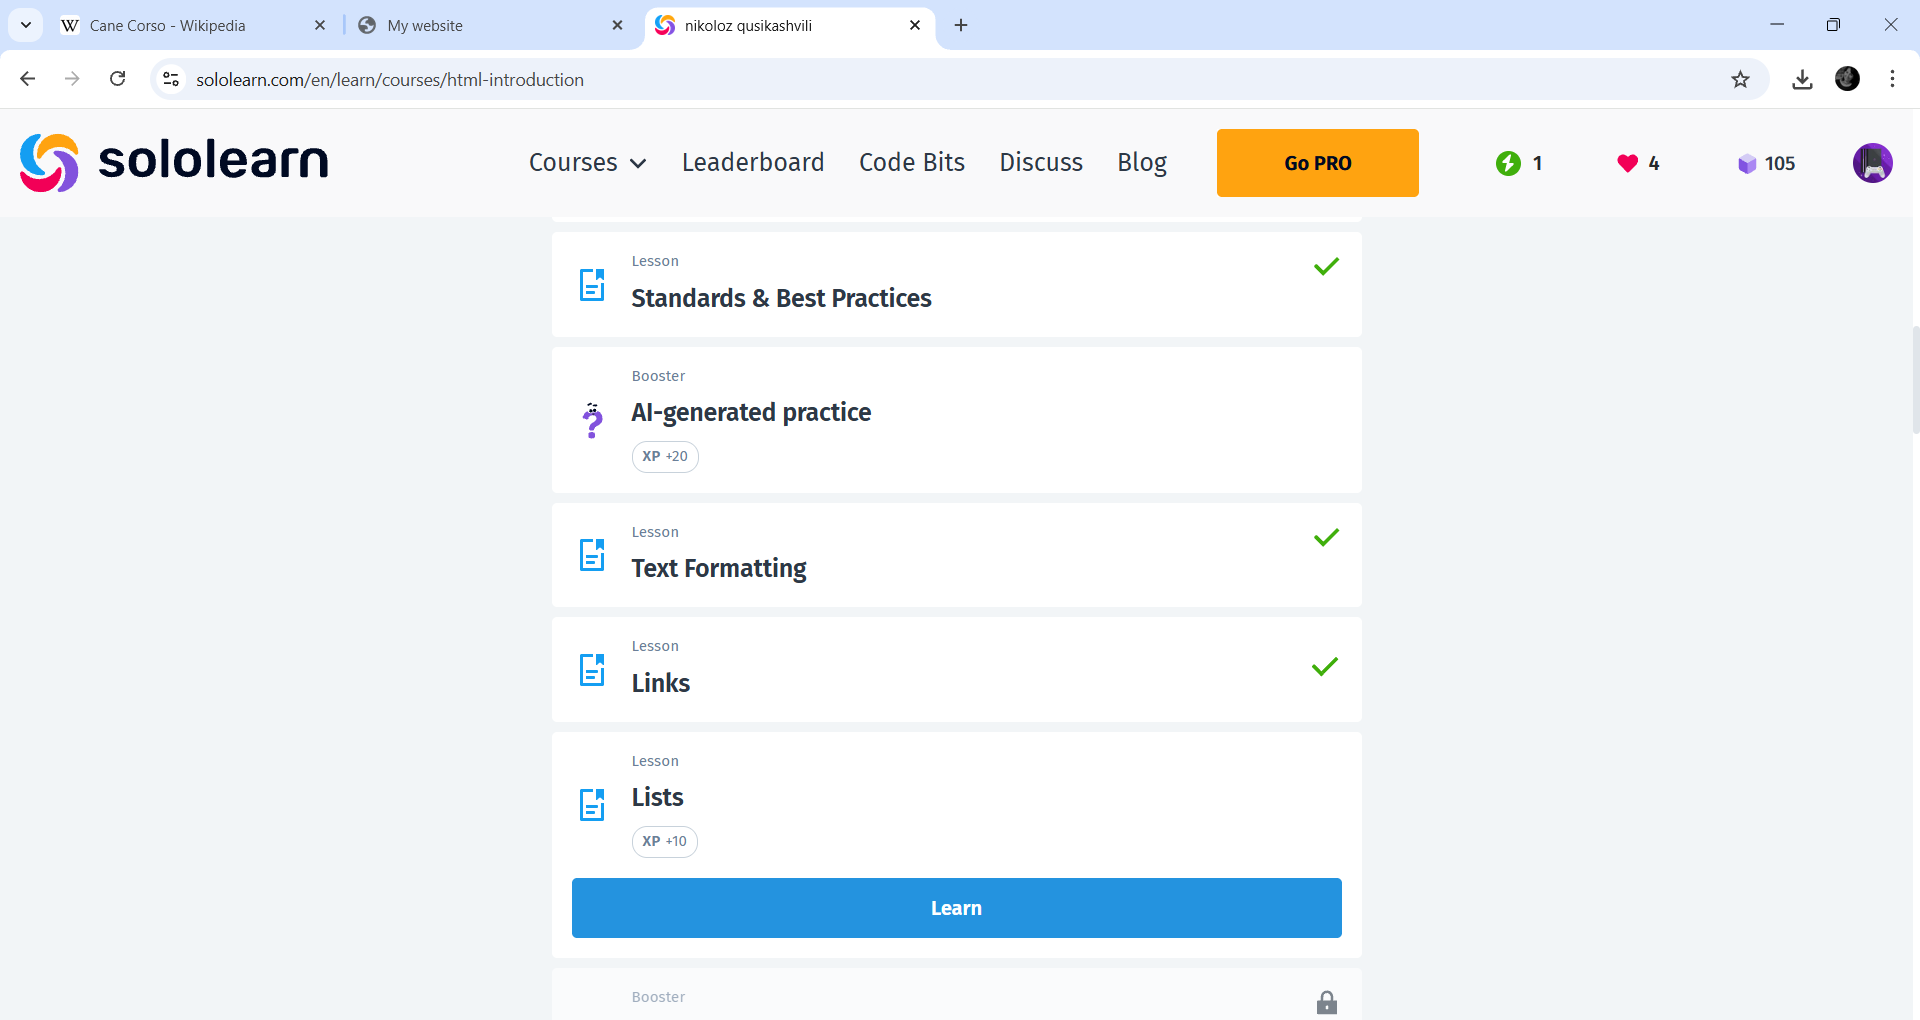 Cane Corso - Wikipedia
My website
nikoloz qusikashvili
sololearn.com/en/learn/courses/html-introduction
sololearn
Courses
Leaderboard
Code Bits
Discuss
Blog
Go PRO
1
4
105
Lesson
Standards & Best Practices
Booster
AI-generated practice
XP +20
Lesson
Text Formatting
Lesson
Links
Lesson
Lists
XP +10
Learn
Booster